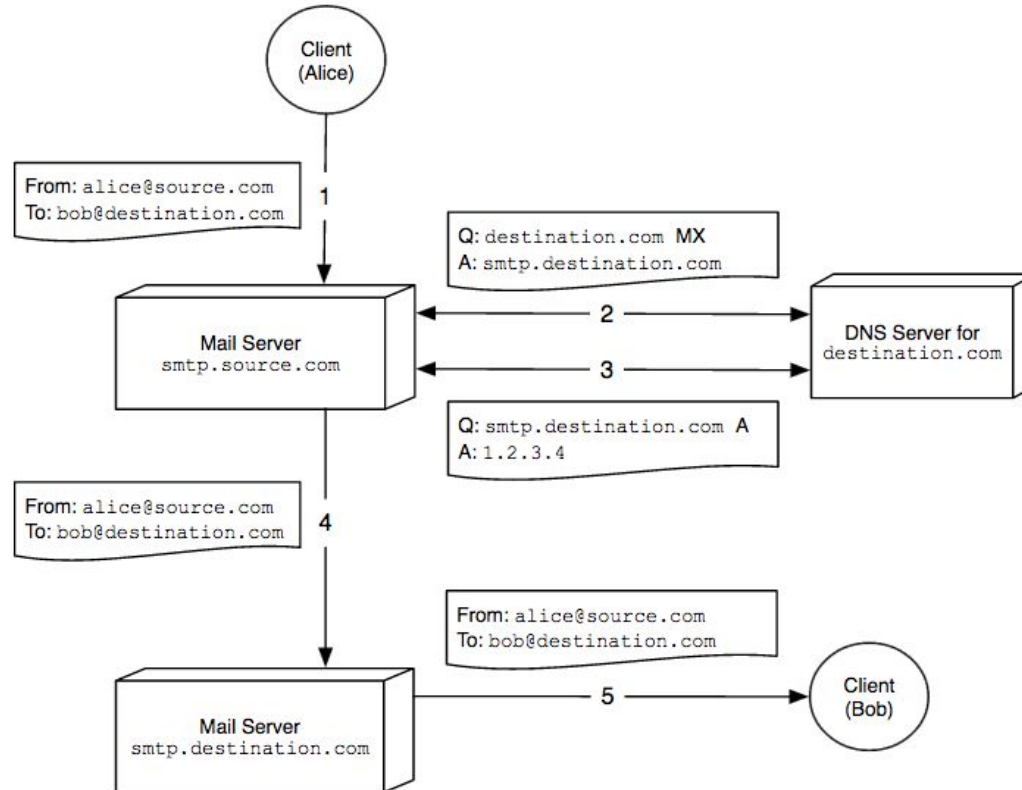 Client
(Alice)
From: alice@source.com
To: bob@destination.com
1
Q: destination.com MX
A: smtp.destination.com
Mail Server
smtp.source.com
2
3
DNS Server for
destination.com
Q: smtp.destination.com A
A: 1.2.3.4
From: alice@source.com
To: bob@destination.com
4
From: alice@source.com
To: bob@destination.com
Mail Server
smtp.destination.com
5
Client
(Bob)